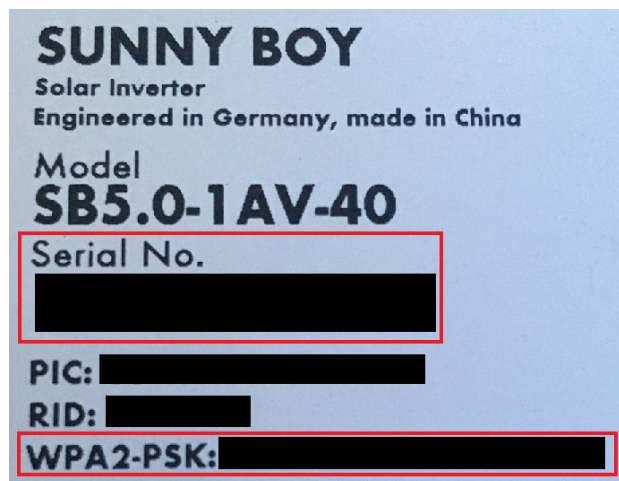 SUNNY BOY
Solar Inverter
Engineered in Germany, made in China
Model
SB5.0-1AV-40
Serial No.
PIC:
RID:
WPA2-PSK: